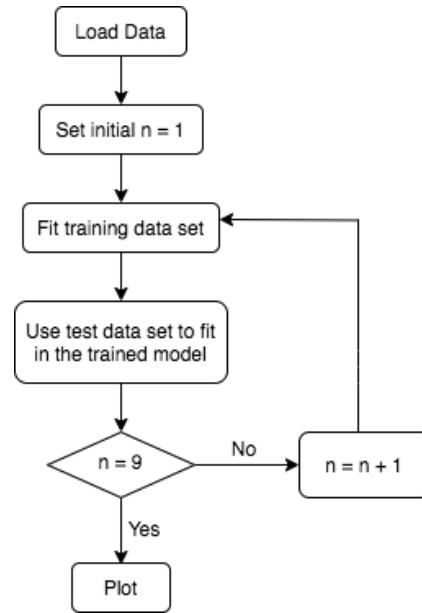 Load Data
Set initial n = 1
Fit training data set
Use test data set to fit
in the trained model
n = 9
No
n = n + 1
Yes
Plot